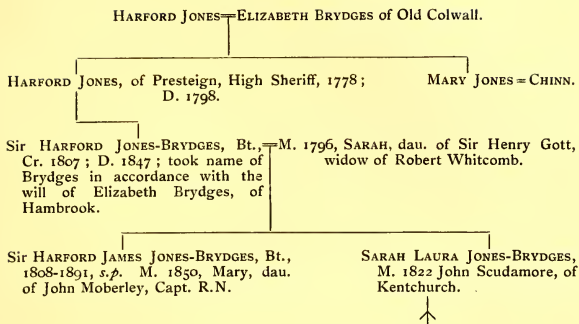 HARFORD JONES=ELIZABETH BRYDGES of Old Colwall.
HARFORD JONES, of Presteign, High Sheriff, 1778;
D. 1798.
MARY JONES = CHINN.
Sir HARFORD JONES-BRYDGES, Bt.,
Cr. 1807; D. 1847; took name of
Brydges in accordance with the
will of Elizabeth Brydges, of
Hambrook.
=M. 1796, SARAH, dau. of Sir Henry Gott,
widow of Robert Whitcomb.
Sir HARFORD JAMES JONES-BRYDGES, Bt.,
1808-1891, s.p. M. 1850, Mary, dau.
of John Moberley, Capt. R.N.
SARAH LAURA JONES-BRYDGES,
M. 1822 John Scudamore, of
Kentchurch.